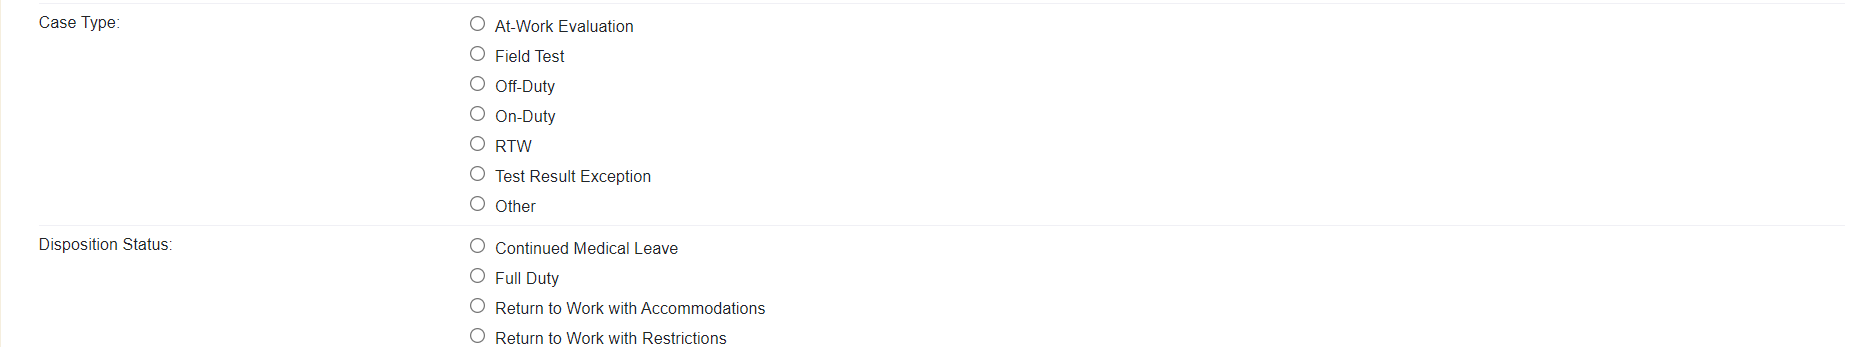 Case Type:
At-Work Evaluation
Field Test
Off-Duty
On-Duty
RTW
Test Result Exception
Other
Disposition Status:
Continued Medical Leave
Full Duty
Return to Work with Accommodations
Return to Work with Restrictions